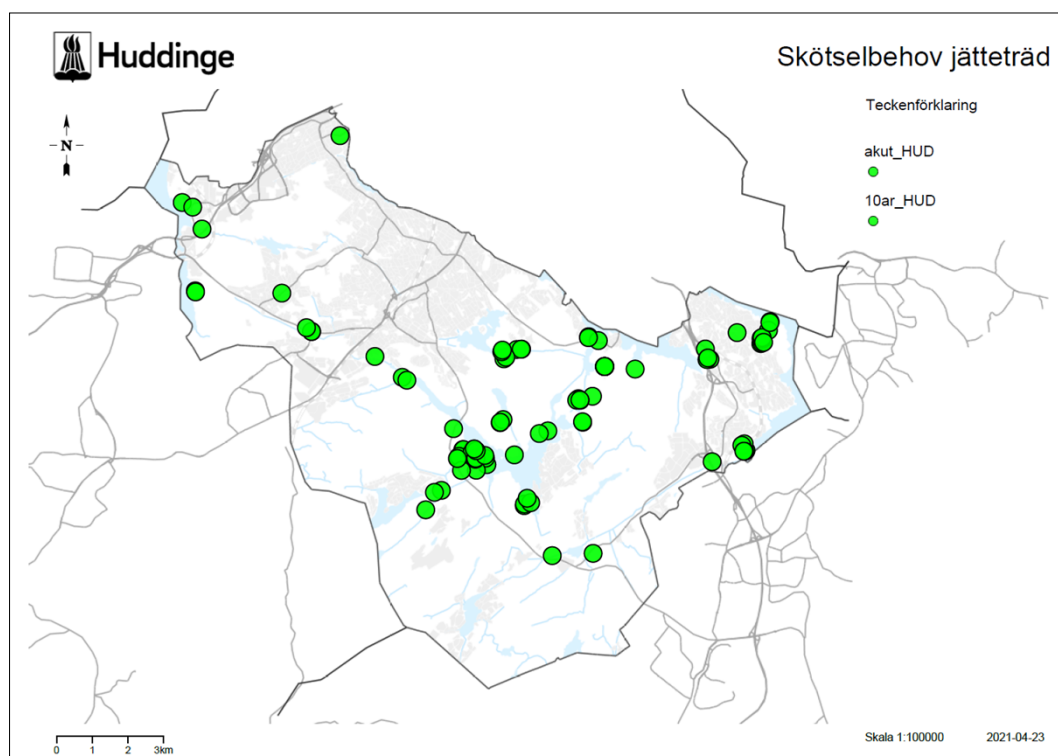 Huddinge
Skötselbehov jätteträd
Teckenförklaring
N
akut_HUD
10ar_HUD
0 1 2 3km
Skala 1:100000 2021-04-23